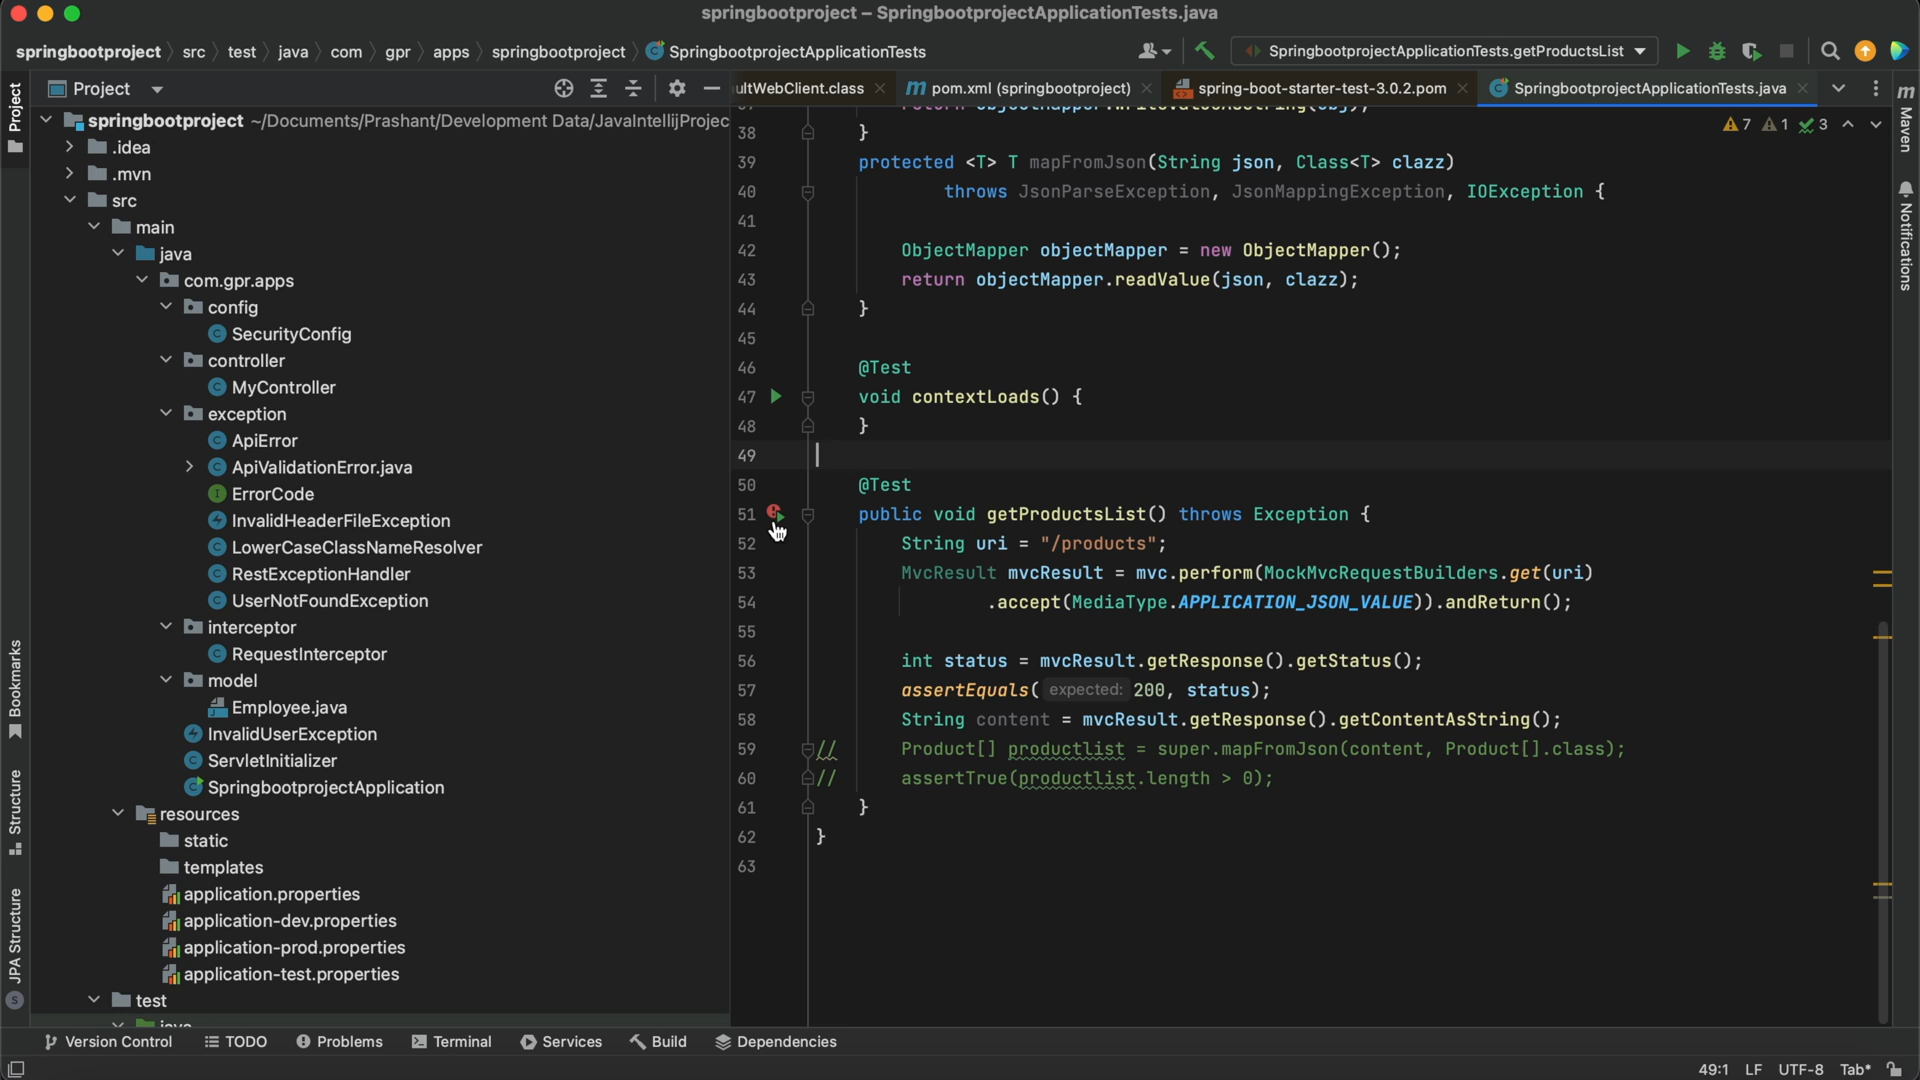 springbootproject – SpringbootprojectApplicationTests.java
springbootproject src test java com gpr apps springbootproject SpringbootprojectApplicationTests
SpringbootprojectApplicationTests.getProductsList
Project
ultWebClient.class
pom.xml (springbootproject)
spring-boot-starter-test-3.0.2.pom
SpringbootprojectApplicationTests.java
Project
Bookmarks
Structure
JPA Structure
Maven
Notifications
springbootproject ~/Documents/Prashant/Development Data/JavaIntellijProjec
.idea
.mvn
src
main
java
com.gpr.apps
config
SecurityConfig
controller
MyController
exception
ApiError
ApiValidationError.java
ErrorCode
InvalidHeaderFileException
LowerCaseClassNameResolver
RestExceptionHandler
UserNotFoundException
interceptor
RequestInterceptor
model
Employee.java
InvalidUserException
ServletInitializer
SpringbootprojectApplication
resources
static
templates
application.properties
application-dev.properties
application-prod.properties
application-test.properties
test
java
7 1 3
38 }
39 protected <T> T mapFromJson(String json, Class<T> clazz)
40 throws JsonParseException, JsonMappingException, IOException {
41
42 ObjectMapper objectMapper = new ObjectMapper();
43 return objectMapper.readValue(json, clazz);
44 }
45
46 @Test
47 void contextLoads() {
48 }
49
50 @Test
51 public void getProductsList() throws Exception {
52 String uri = "/products";
53 MvcResult mvcResult = mvc.perform(MockMvcRequestBuilders.get(uri)
54 .accept(MediaType.APPLICATION_JSON_VALUE)).andReturn();
55
56 int status = mvcResult.getResponse().getStatus();
57 assertEquals( expected: 200, status);
58 String content = mvcResult.getResponse().getContentAsString();
59 // Product[] productlist = super.mapFromJson(content, Product[].class);
60 // assertTrue(productlist.length > 0);
61 }
62 }
63
Version Control TODO Problems Terminal Services Build Dependencies
49:1 LF UTF-8 Tab*